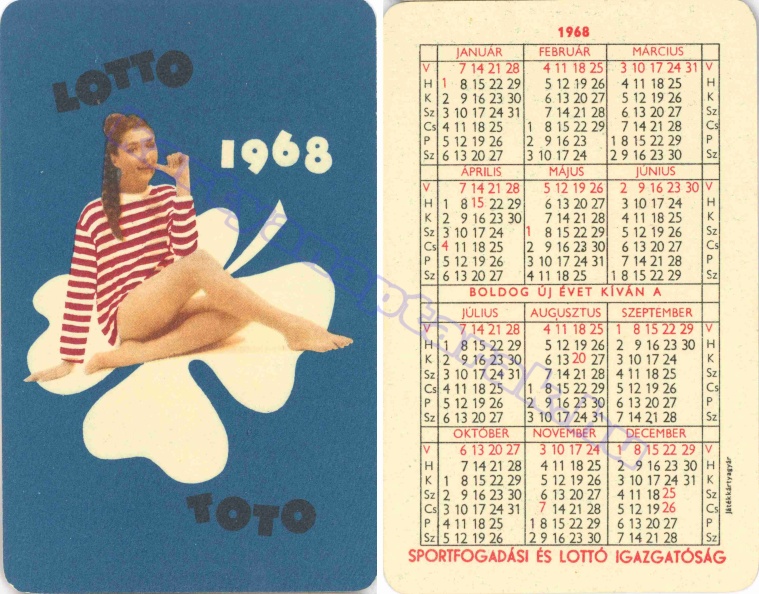 LOTTO
1968
TOTO
1968
JANUÁR FEBRUÁR MÁRCIUS
V 7 14 21 28 4 11 18 25 3 10 17 24 31 V
H 1 8 15 22 29 5 12 19 26 4 11 18 25 H
K 2 9 16 23 30 6 13 20 27 5 12 19 26 K
Sz 3 10 17 24 31 7 14 21 28 6 13 20 27 Sz
Cs 4 11 18 25 1 8 15 22 29 7 14 21 28 Cs
P 5 12 19 26 2 9 16 23 1 8 15 22 29 P
Sz 6 13 20 27 3 10 17 24 2 9 16 23 30 Sz
ÁPRILIS MÁJUS JÚNIUS
V 7 14 21 28 5 12 19 26 2 9 16 23 30 V
H 1 8 15 22 29 6 13 20 27 3 10 17 24 H
K 2 9 16 23 30 7 14 21 28 4 11 18 25 K
Sz 3 10 17 24 1 8 15 22 29 5 12 19 26 Sz
Cs 4 11 18 25 2 9 16 23 30 6 13 20 27 Cs
P 5 12 19 26 3 10 17 24 31 7 14 21 28 P
Sz 6 13 20 27 4 11 18 25 1 8 15 22 29 Sz
BOLDOG ÚJ ÉVET KÍVÁN A
JÚLIUS AUGUSZTUS SZEPTEMBER
V 7 14 21 28 4 11 18 25 1 8 15 22 29 V
H 1 8 15 22 29 5 12 19 26 2 9 16 23 30 H
K 2 9 16 23 30 6 13 20 27 3 10 17 24 K
Sz 3 10 17 24 31 7 14 21 28 4 11 18 25 Sz
Cs 4 11 18 25 1 8 15 22 29 5 12 19 26 Cs
P 5 12 19 26 2 9 16 23 30 6 13 20 27 P
Sz 6 13 20 27 3 10 17 24 31 7 14 21 28 Sz
OKTÓBER NOVEMBER DECEMBER
V 6 13 20 27 3 10 17 24 1 8 15 22 29 V
H 7 14 21 28 4 11 18 25 2 9 16 23 30 H
K 1 8 15 22 29 5 12 19 26 3 10 17 24 31 K
Sz 2 9 16 23 30 6 13 20 27 4 11 18 25 Sz
Cs 3 10 17 24 31 7 14 21 28 5 12 19 26 Cs
P 4 11 18 25 1 8 15 22 29 6 13 20 27 P
Sz 5 12 19 26 2 9 16 23 30 7 14 21 28 Sz
Játékkártyagyár
SPORTFOGADÁSI ÉS LOTTÓ IGAZGATÓSÁG